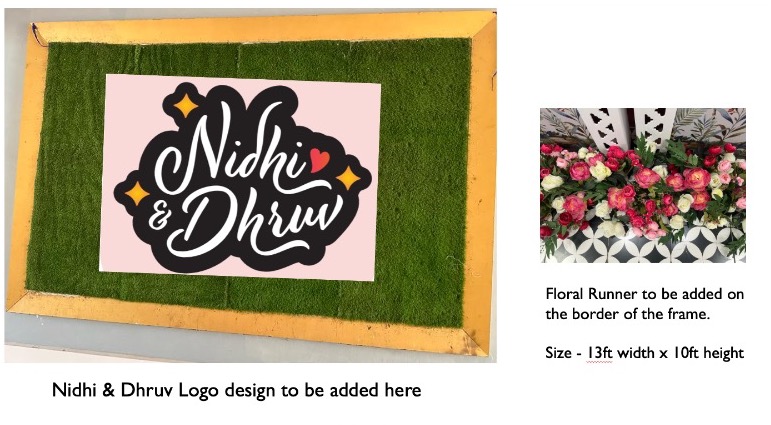 Nidhi
& Dhruv
Floral Runner to be added on
the border of the frame.
Size - 13ft width x 10ft height
Nidhi & Dhruv Logo design to be added here